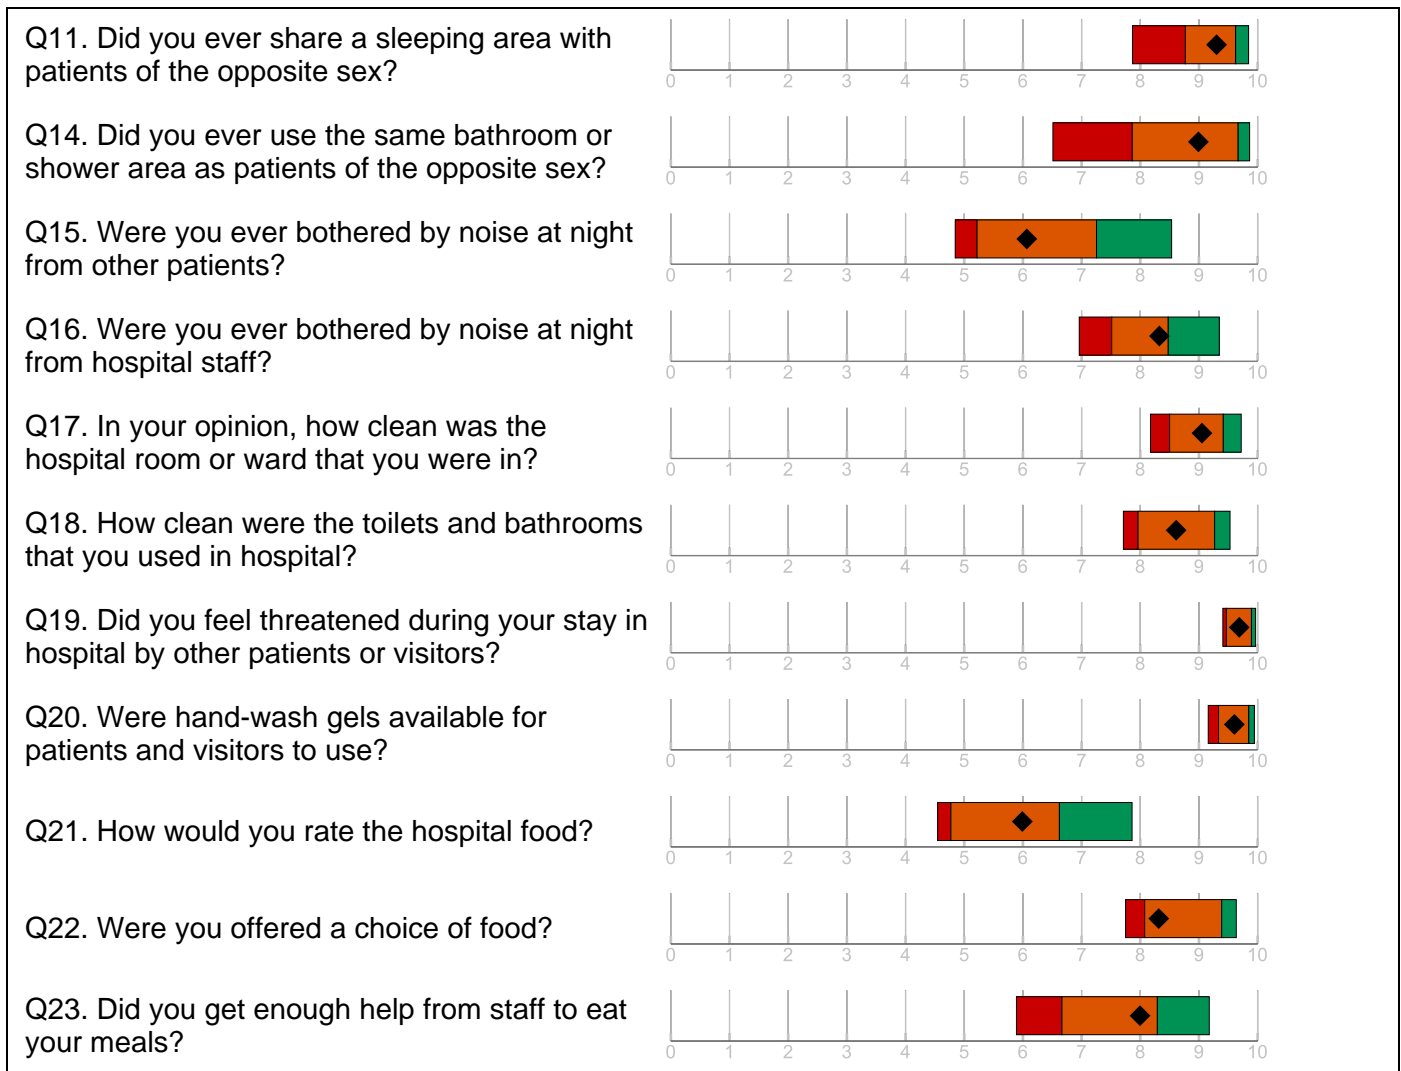 Q11. Did you ever share a sleeping area with
patients of the opposite sex?
0 1 2 3 4 5 6 7 8 9 10
Q14. Did you ever use the same bathroom or
shower area as patients of the opposite sex?
0 1 2 3 4 5 6 7 8 9 10
Q15. Were you ever bothered by noise at night
from other patients?
0 1 2 3 4 5 6 7 8 9 10
Q16. Were you ever bothered by noise at night
from hospital staff?
0 1 2 3 4 5 6 7 8 9 10
Q17. In your opinion, how clean was the
hospital room or ward that you were in?
0 1 2 3 4 5 6 7 8 9 10
Q18. How clean were the toilets and bathrooms
that you used in hospital?
0 1 2 3 4 5 6 7 8 9 10
Q19. Did you feel threatened during your stay in
hospital by other patients or visitors?
0 1 2 3 4 5 6 7 8 9 10
Q20. Were hand-wash gels available for
patients and visitors to use?
0 1 2 3 4 5 6 7 8 9 10
Q21. How would you rate the hospital food?
0 1 2 3 4 5 6 7 8 9 10
Q22. Were you offered a choice of food?
0 1 2 3 4 5 6 7 8 9 10
Q23. Did you get enough help from staff to eat
your meals?
0 1 2 3 4 5 6 7 8 9 10